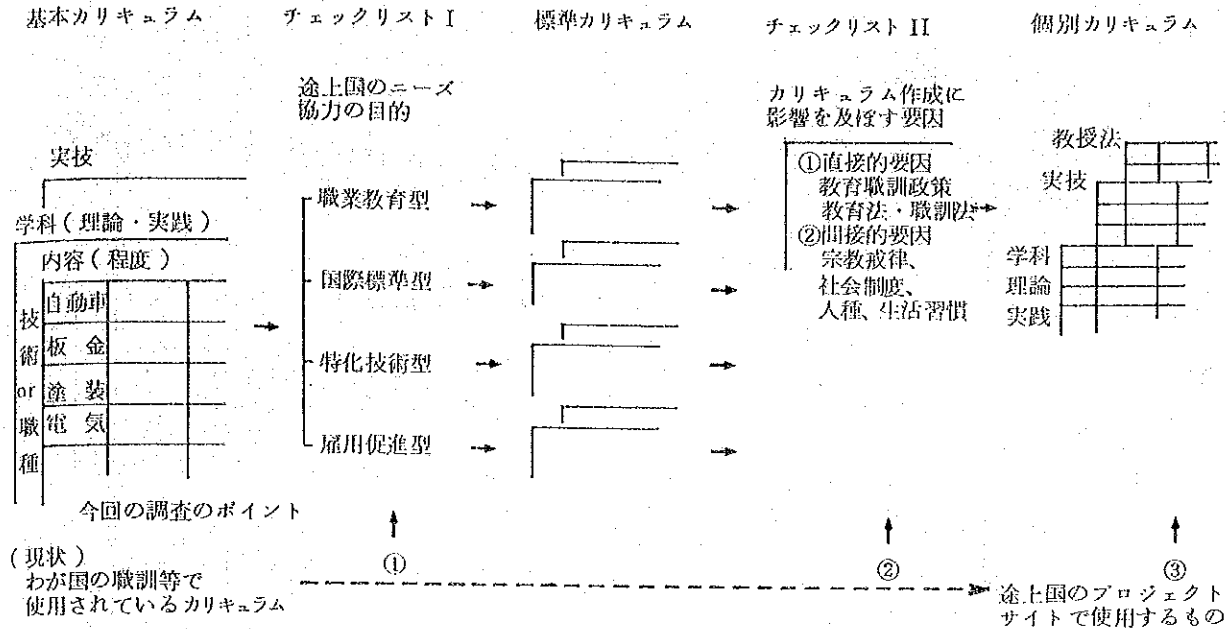 基本カリキュラム
チェックリストI
標準カリキュラム
チェックリストII
個別カリキュラム
実技
学科(理論・実践)
内容(程度)
技術or職種
自動車
板金
塗装
電気
今回の調査のポイント
途上国のニーズ
協力の目的
職業教育型
国際標準型
特化技術型
雇用促進型
カリキュラム作成に
影響を及ぼす要因
①直接的要因
教育職訓政策
教育法・職訓法
②間接的要因
宗教戒律、
社会制度、
人種、生活習慣
教授法
実技
学科
理論
実践
①
②
③
(現状)
わが国の職訓等で
使用されているカリキュラム
途上国のプロジェクト
サイトで使用するもの